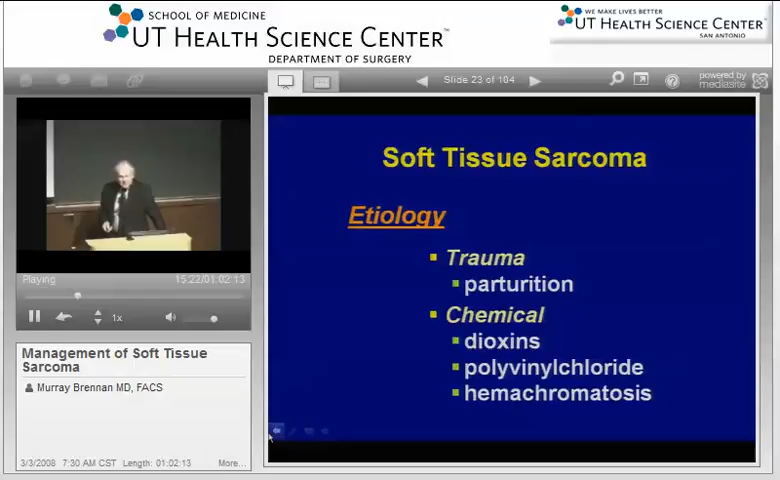 SCHOOL OF MEDICINE
UT HEALTH SCIENCE CENTER™
DEPARTMENT OF SURGERY
WE MAKE LIVES BETTER
UT HEALTH SCIENCE CENTER™
SAN ANTONIO
Slide 23 of 104
powered by
mediasite
Playing
15:22/01:02:13
1x
Management of Soft Tissue
Sarcoma
Murray Brennan MD, FACS
3/3/2008 7:30 AM CST Length: 01:02:13 More...
Soft Tissue Sarcoma
Etiology
Trauma
parturition
Chemical
dioxins
polyvinylchloride
hemachromatosis